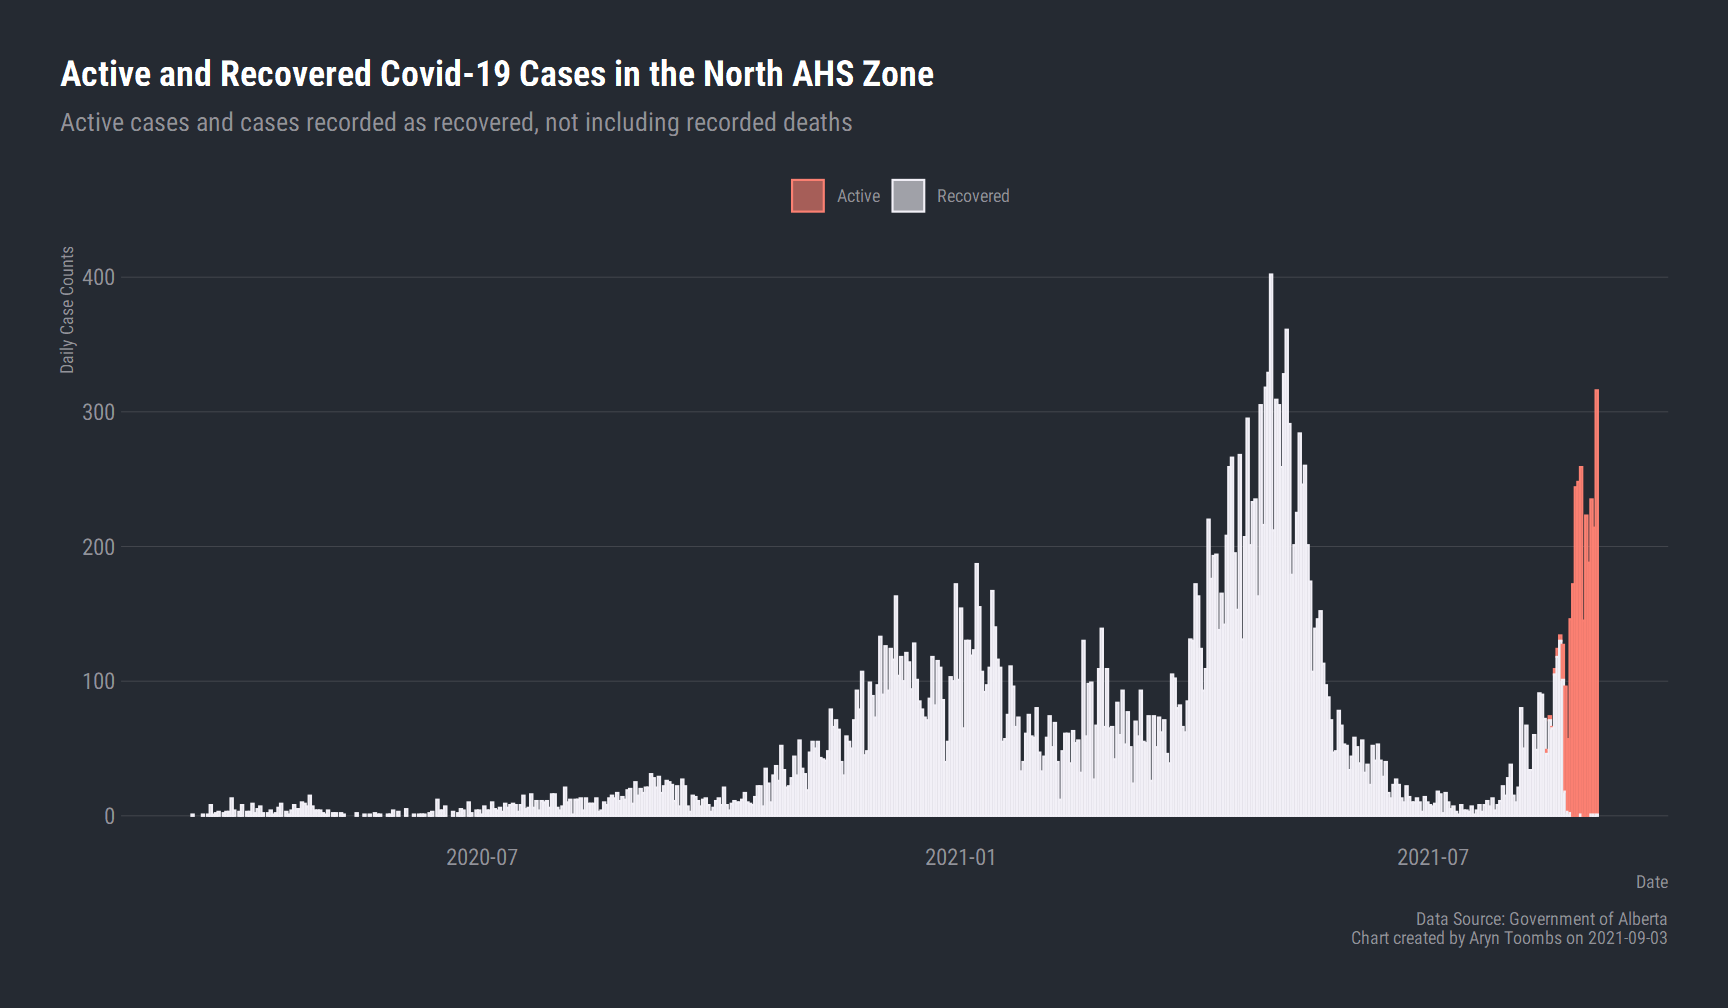 Active and Recovered Covid-19 Cases in the North AHS Zone
Active cases and cases recorded as recovered, not including recorded deaths
Active
Recovered
Daily Case Counts
400
300
200
100
0
2020-07
2021-01
2021-07
Date
Data Source: Government of Alberta
Chart created by Aryn Toombs on 2021-09-03